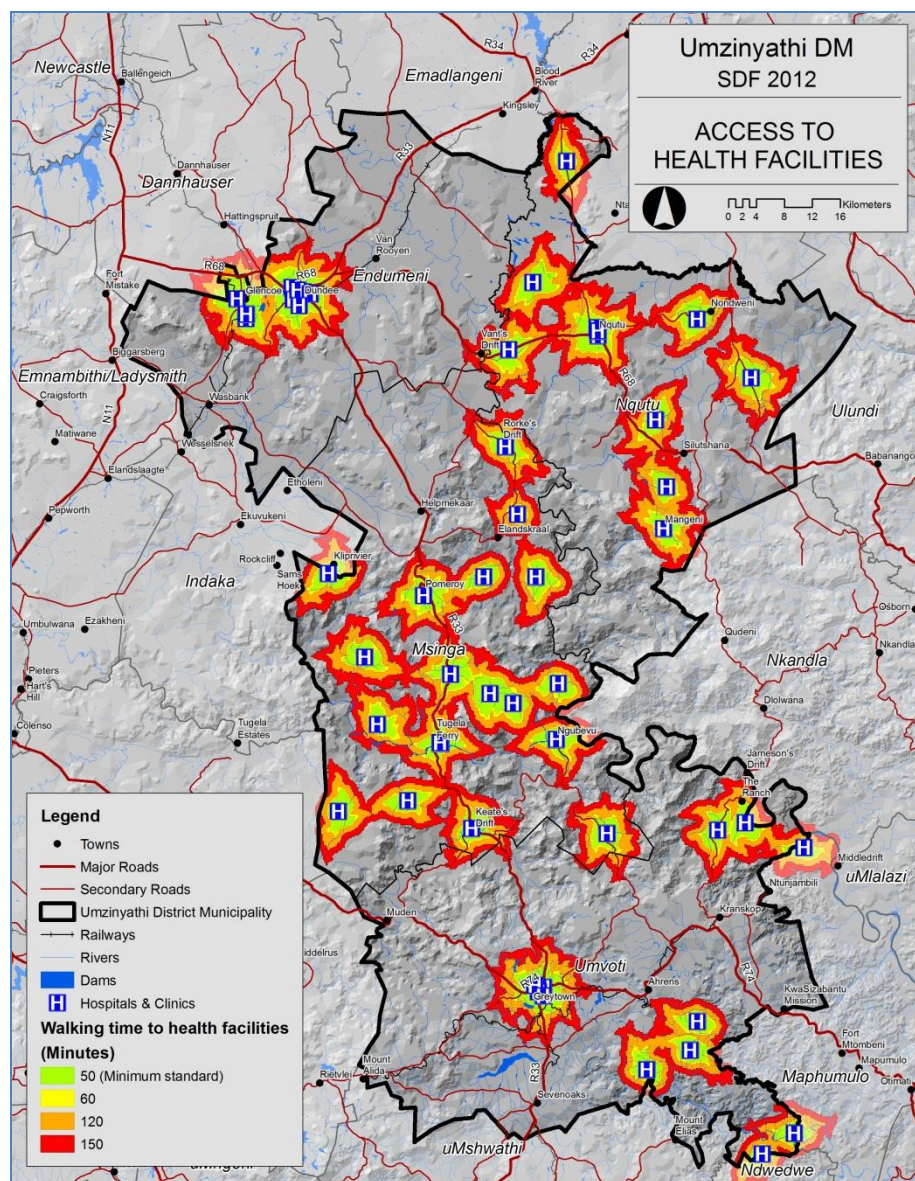 Umzinyathi DM
SDF 2012
ACCESS TO
HEALTH FACILITIES
Kilometers
0 2 4 8 12 16
Newcastle
Ballengeich
Emadlangeni
R34
R34
Blood
River
Kingsley
N11
R33
Dannhauser
Dannhauser
Hattingspruit
Van
Rooyen
Endumeni
R68
R68
Fort
Mistake
Glencoe
Dundee
Nondweni
Nqutu
Vant's
Drift
Biggarsberg
R68
Emnambithi/Ladysmith
N11
Craigsforth
Wasbank
Nqutu
Ulundi
Matiwane
Wesselsnek
Rorke's
Drift
Silutshana
Babanango
Elandslaagte
Etholeni
Pepworth
Helpmekaar
Ekuvukeni
Mangeni
Elandskraal
Rockcliff
Kliprivier
Sams
Hoek
Indaka
Pomeroy
R33
Umbulwana
Ezakheni
Msinga
Qudeni
Osborn
Nkandla
Nkandla
Pieters
Hart's
Hill
Dlolwana
Colenso
Tugela
Estates
Tugela
Ferry
Ngubevu
Jameson's
Drift
The
Ranch
Keate's
Drift
Middledrift
uMlalazi
Ntunjambili
Muden
Kranskop
R74
Umvoti
R74
Greytown
Ahrens
KwaSizabantu
Mission
Fort
Mtombeni
Mapumulo
Maphumulo
Otimati
Rietvlei
Mount
Alida
R33
Sevenoaks
Mount
Elias
uMshwathi
Ndwedwe
Legend
Towns
Major Roads
Secondary Roads
Umzinyathi District Municipality
Railways
Rivers
Dams
H Hospitals & Clinics
Walking time to health facilities
(Minutes)
50 (Minimum standard)
60
120
150